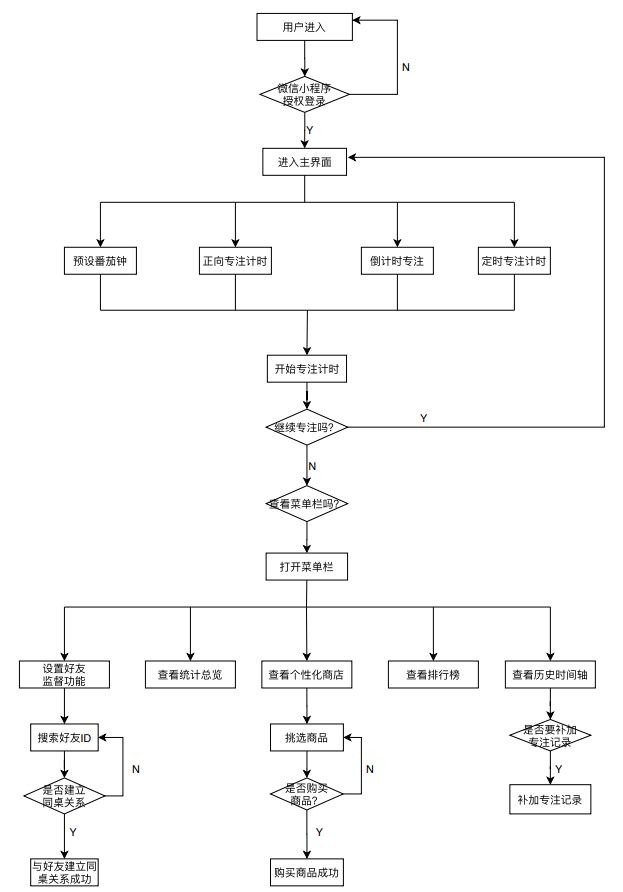 用户进入
N
微信小程序
授权登录
Y
进入主界面
预设番茄钟
正向专注计时
倒计时专注
定时专注计时
开始专注计时
继续专注吗?
Y
N
查看菜单栏吗?
打开菜单栏
设置好友
监督功能
查看统计总览
查看个性化商店
查看排行榜
查看历史时间轴
搜索好友ID
挑选商品
是否要补加
专注记录
N
N
Y
是否建立
同桌关系
是否购买
商品?
补加专注记录
Y
Y
与好友建立同
桌关系成功
购买商品成功